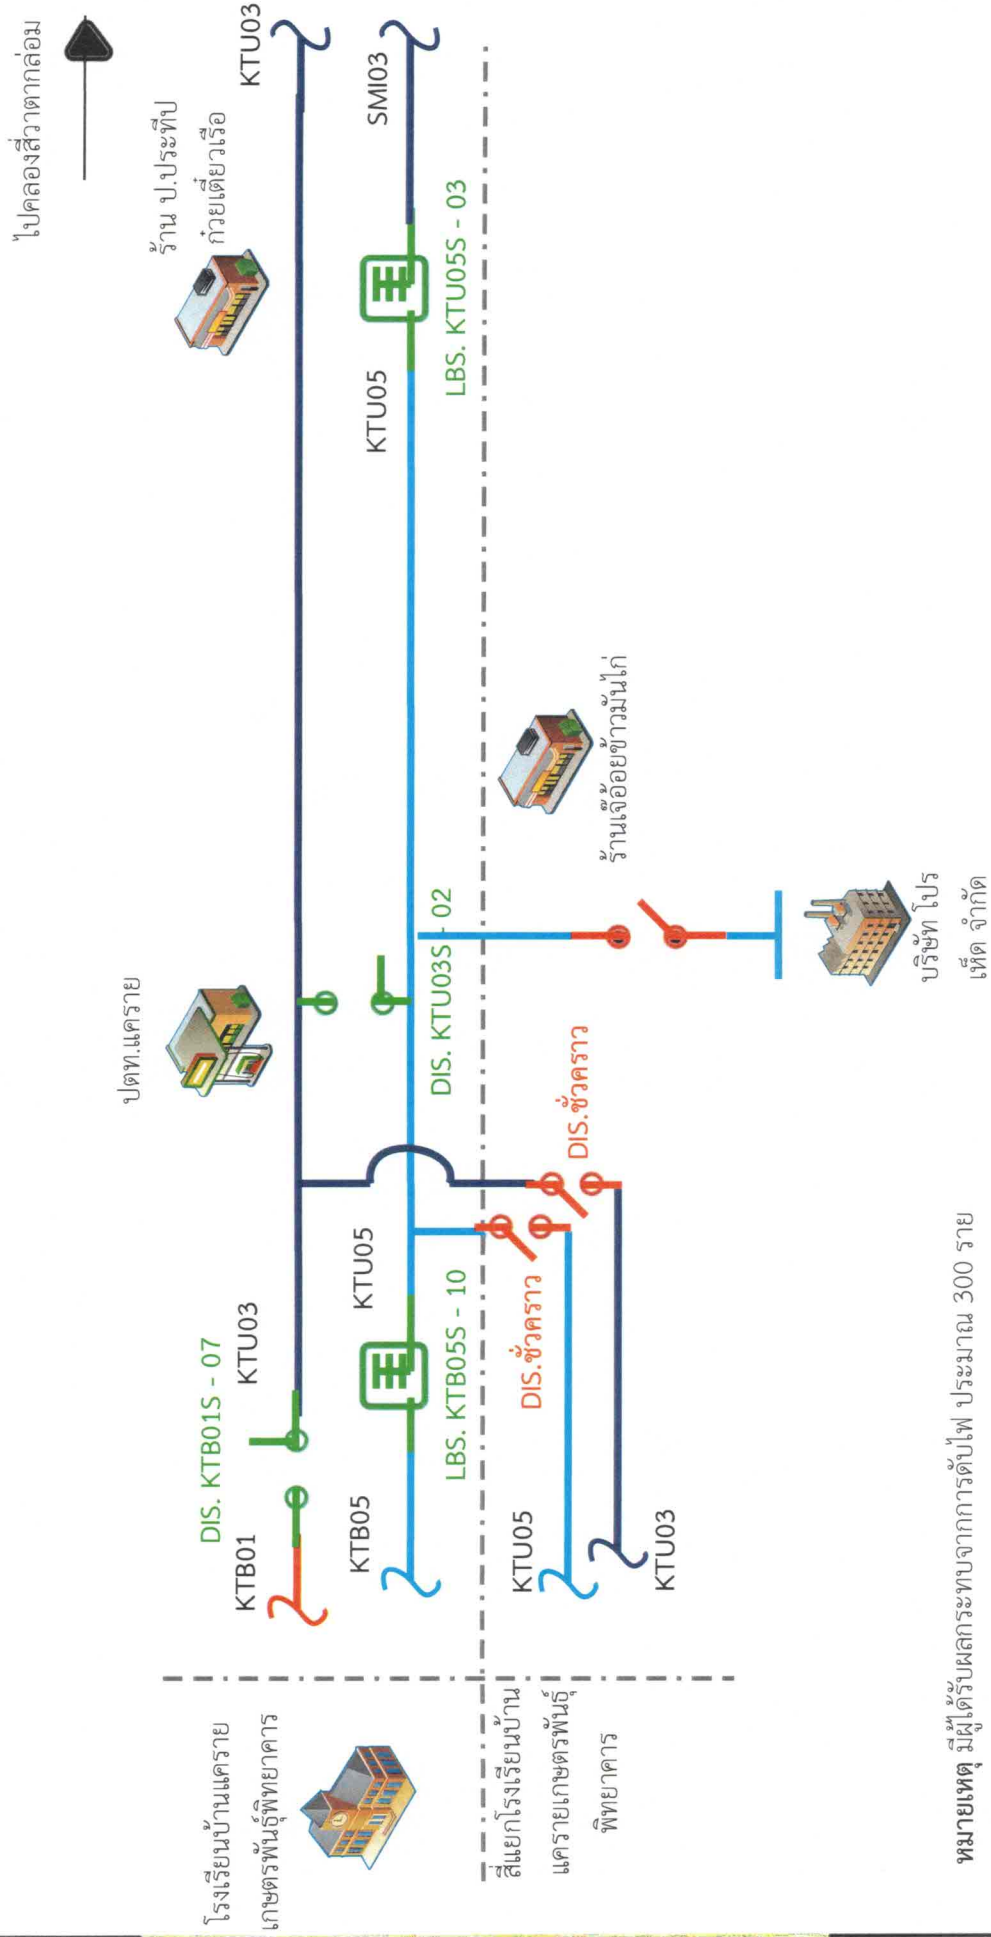 ไปคลองสี่วาตากล่อม
ร้าน ป.ประทีป
ก๋วยเตี๋ยวเรือ
KTU03
SMI03
LBS. KTU05S - 03
KTU05
ปตท.แคราย
DIS. KTU03S - 02
ร้านเจ๊อ้อยข้าวมันไก่
บริษัท โปร
เห็ด จำกัด
DIS. KTB01S - 07
KTU03
KTB01
KTU05
KTB05
LBS. KTB05S - 10
DIS.ชั่วคราว
DIS.ชั่วคราว
KTU05
KTU03
โรงเรียนบ้านแคราย
เกษตรพันธุ์พิทยาคาร
สี่แยกโรงเรียนบ้าน
แครายเกษตรพันธุ์
พิทยาคาร
หมายเหตุ มีผู้ได้รับผลกระทบจากการดับไฟ ประมาณ 300 ราย